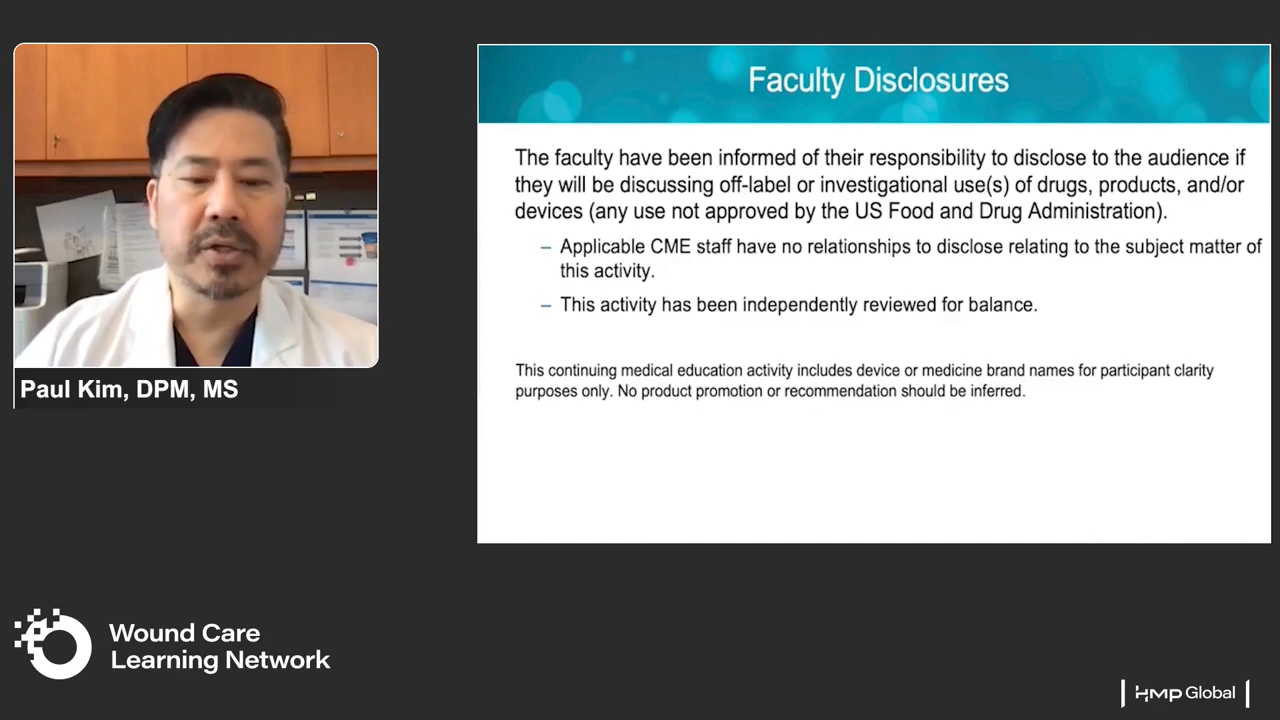 Faculty Disclosures
The faculty have been informed of their responsibility to disclose to the audience if
they will be discussing off-label or investigational use(s) of drugs, products, and/or
devices (any use not approved by the US Food and Drug Administration).
– Applicable CME staff have no relationships to disclose relating to the subject matter of
this activity.
– This activity has been independently reviewed for balance.
This continuing medical education activity includes device or medicine brand names for participant clarity
purposes only. No product promotion or recommendation should be inferred.
Paul Kim, DPM, MS
Wound Care
Learning Network
HMP Global